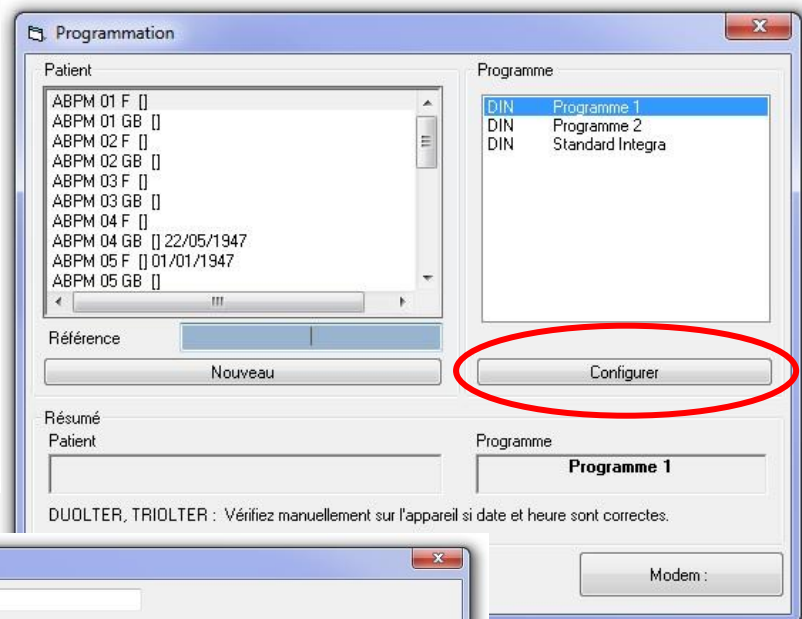 Programmation
Patient
ABPM 01 F []
ABPM 01 GB []
ABPM 02 F []
ABPM 02 GB []
ABPM 03 F []
ABPM 03 GB []
ABPM 04 F []
ABPM 04 GB [] 22/05/1947
ABPM 05 F [] 01/01/1947
ABPM 05 GB []
Référence
Nouveau
Programme
DIN Programme 1
DIN Programme 2
DIN Standard Integra
Configurer
Résumé
Patient
Programme
Programme 1
DUOLTER, TRIOLTER : Vérifiez manuellement sur l'appareil si date et heure sont correctes.
Modem :